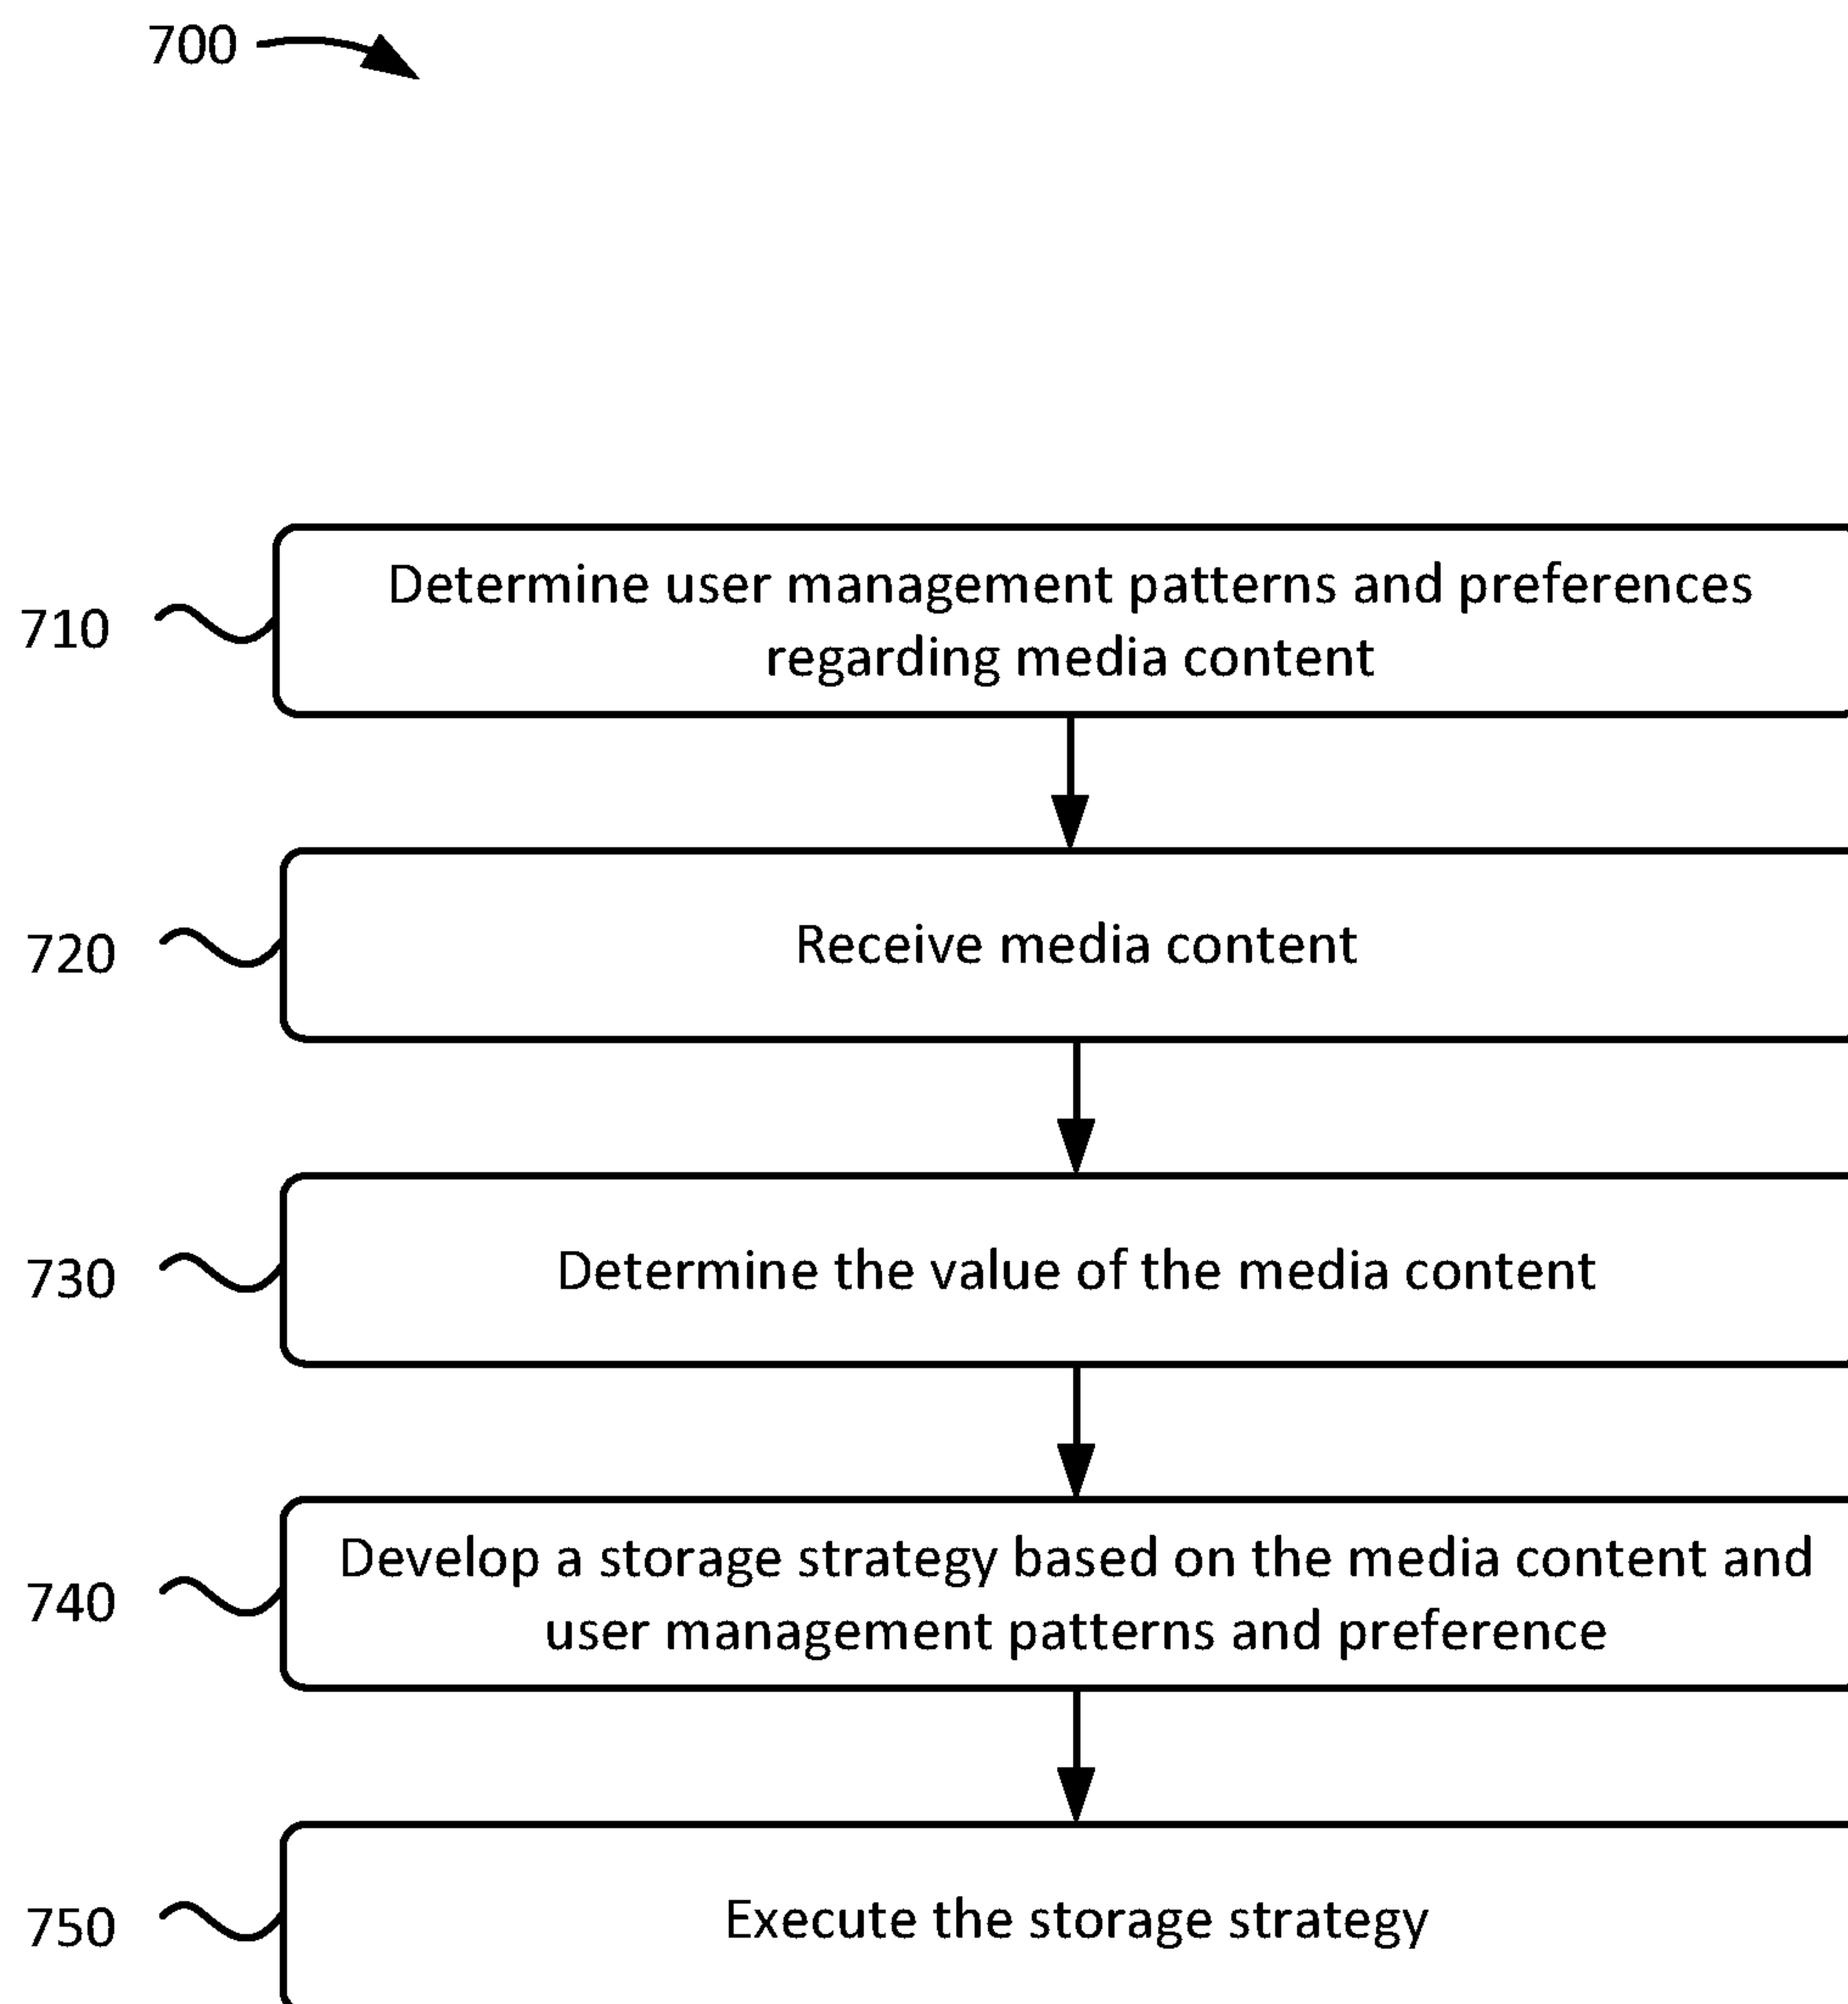 700
710
Determine user management patterns and preferences
regarding media content
720
Receive media content
730
Determine the value of the media content
740
Develop a storage strategy based on the media content and
user management patterns and preference
750
Execute the storage strategy